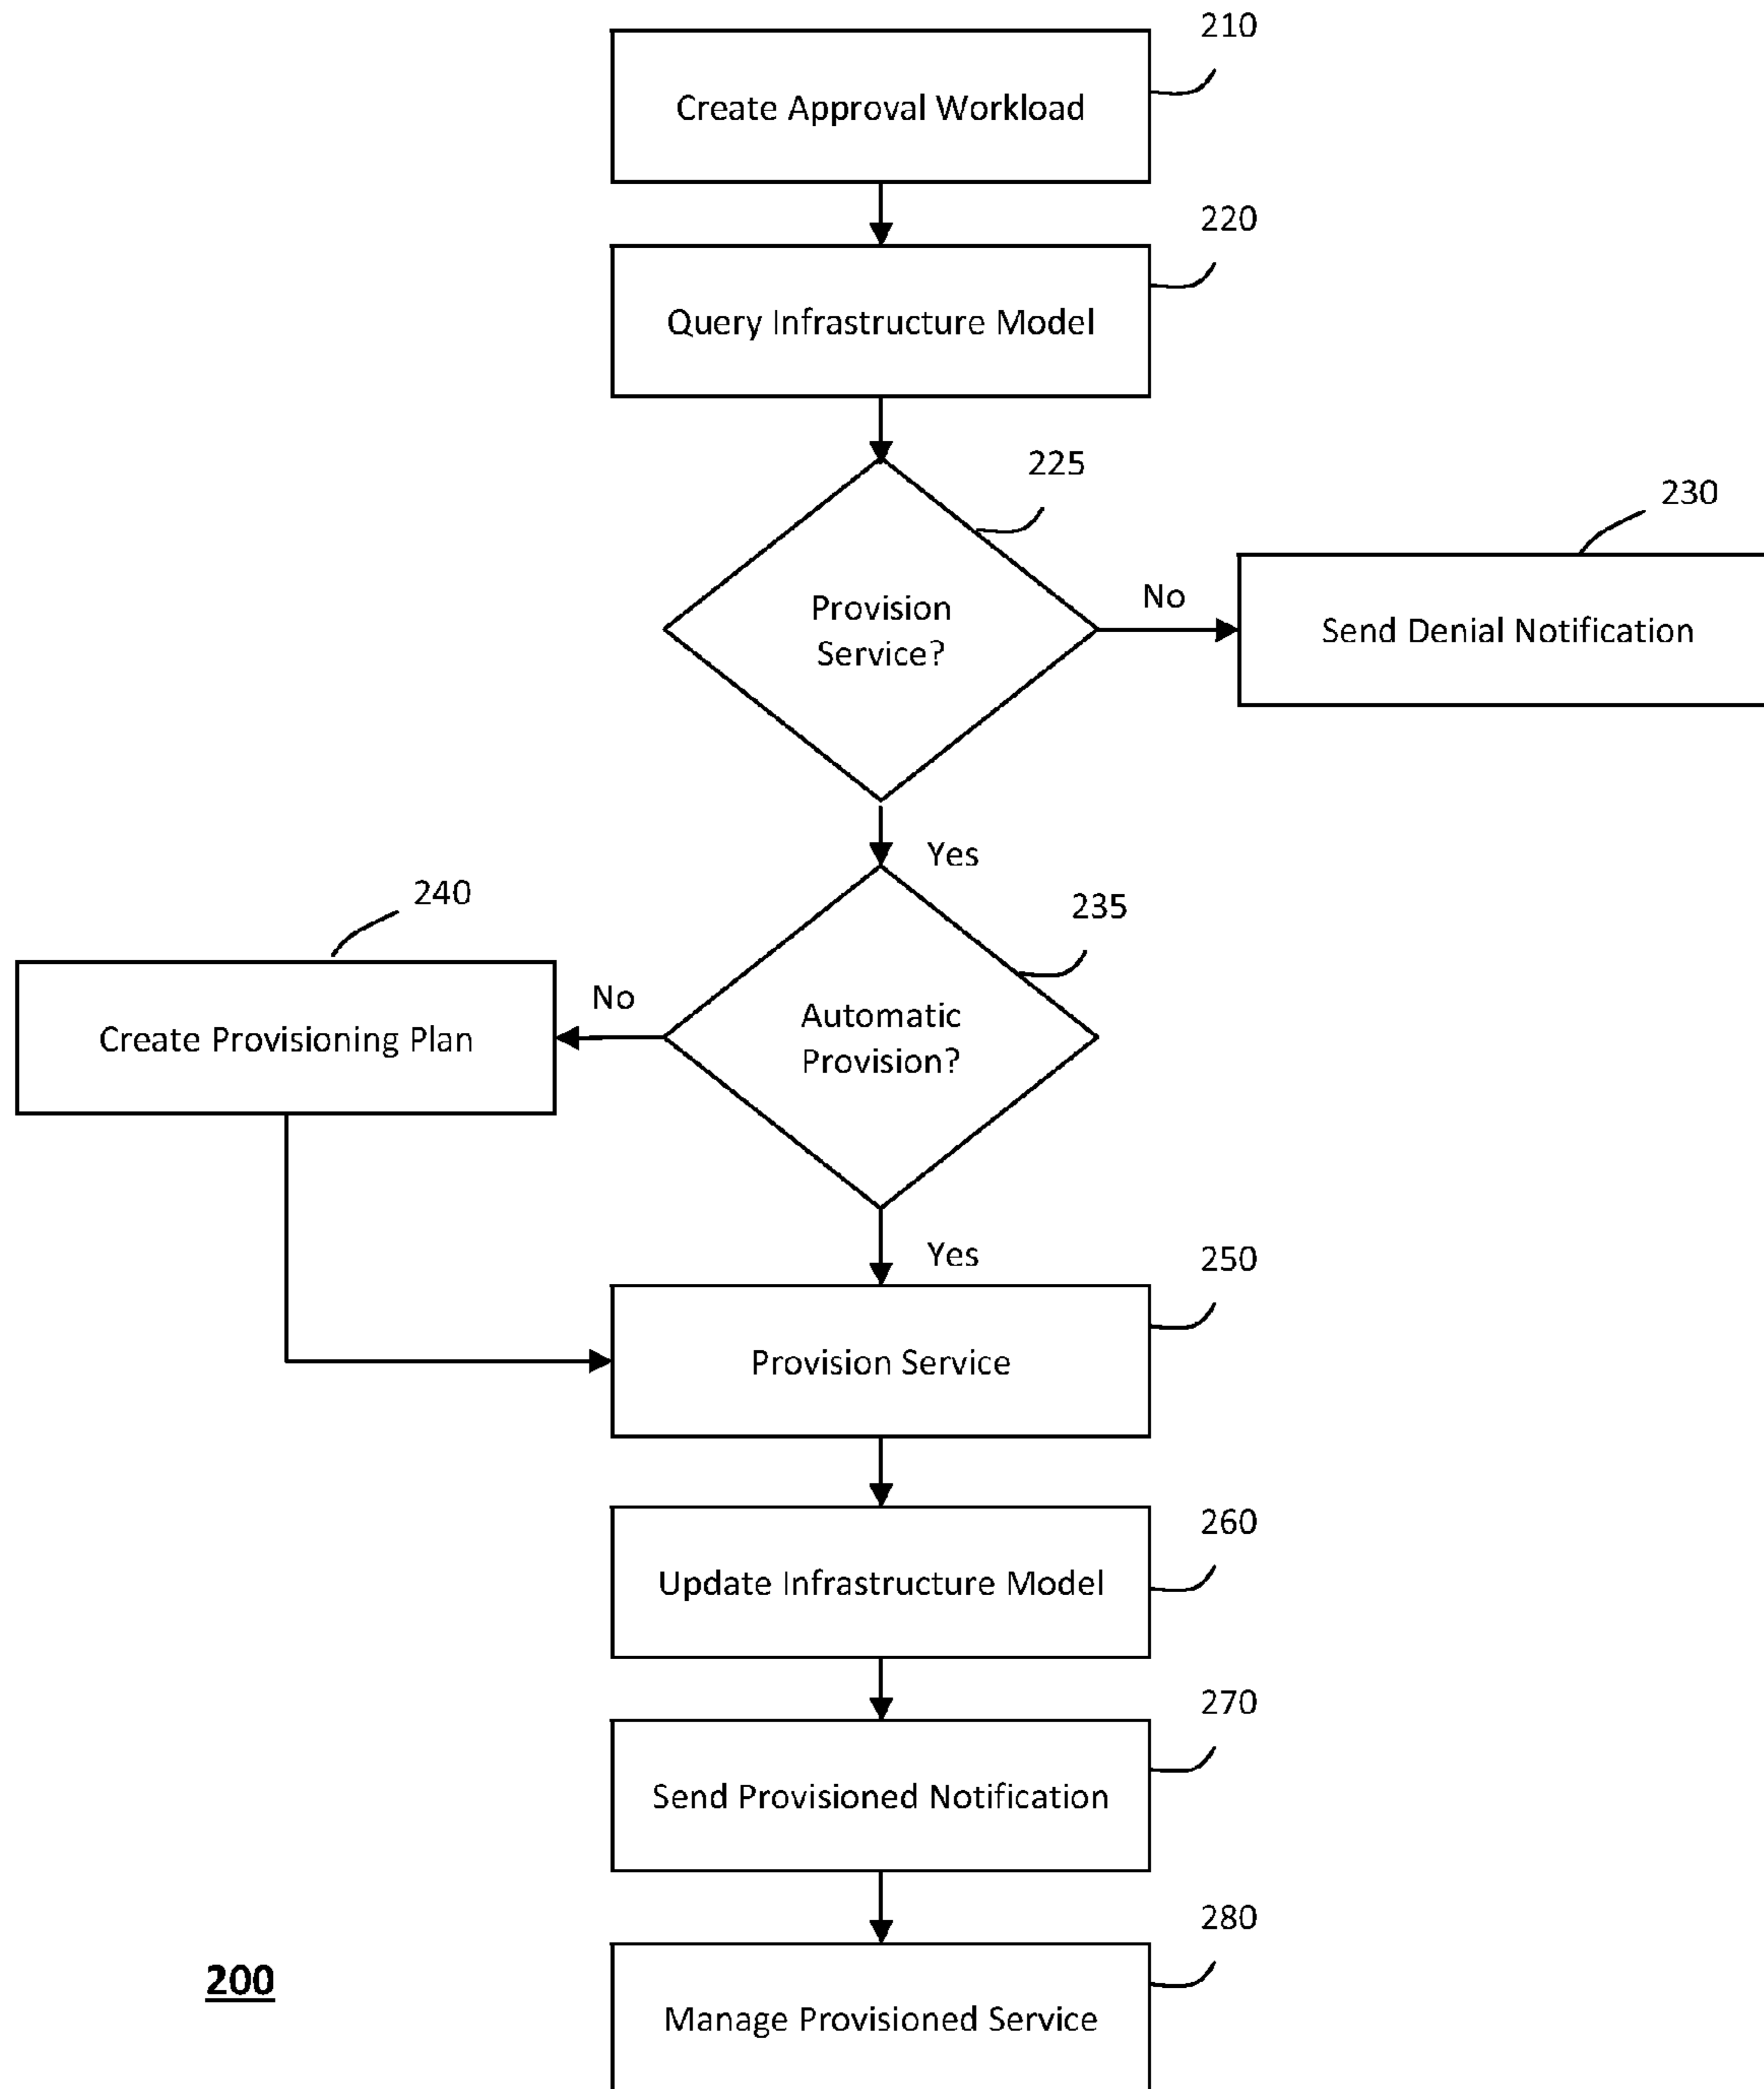 210
Create Approval Workload
220
Query Infrastructure Model
225
230
Provision
Service?
No
Send Denial Notification
Yes
240
235
Create Provisioning Plan
No
Automatic
Provision?
Yes
250
Provision Service
260
Update Infrastructure Model
270
Send Provisioned Notification
280
200
Manage Provisioned Service